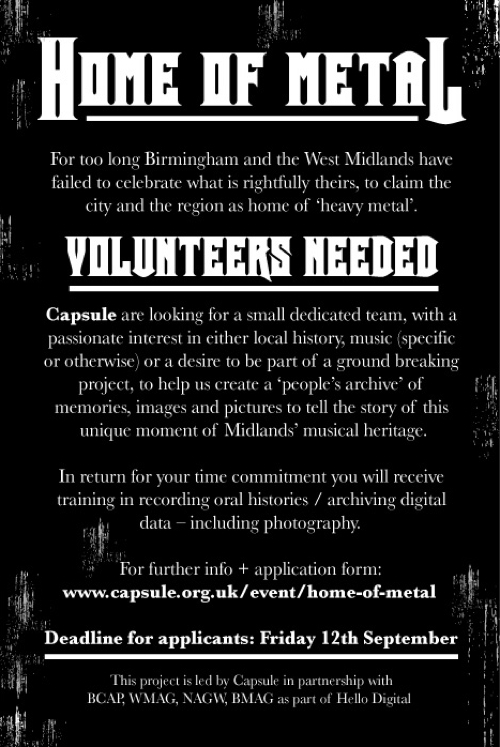 HOME OF METAL
For too long Birmingham and the West Midlands have
failed to celebrate what is rightfully theirs, to claim the
city and the region as home of ‘heavy metal’.
VOLUNTEERS NEEDED
Capsule are looking for a small dedicated team, with a
passionate interest in either local history, music (specific
or otherwise) or a desire to be part of a ground breaking
project, to help us create a ‘people’s archive’ of
memories, images and pictures to tell the story of this
unique moment of Midlands’ musical heritage.
In return for your time commitment you will receive
training in recording oral histories / archiving digital
data – including photography.
For further info + application form:
www.capsule.org.uk/event/home-of-metal
Deadline for applicants: Friday 12th September
This project is led by Capsule in partnership with
BCAP, WMAG, NAGW, BMAG as part of Hello Digital